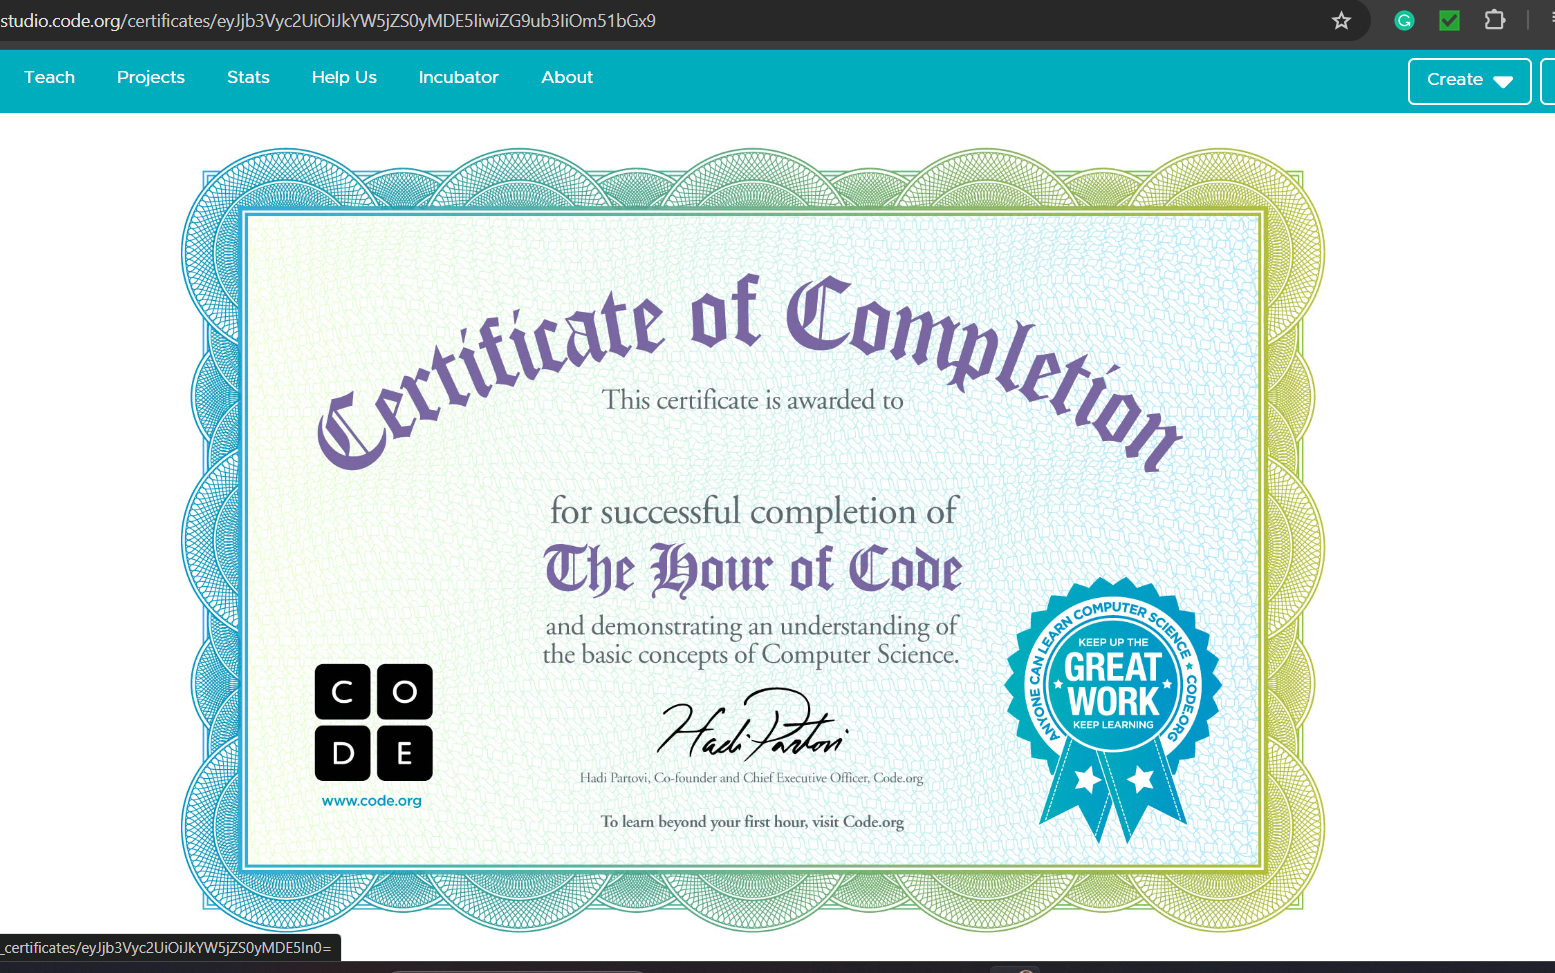 studio.code.org/certificates/eyJjb3Vyc2UiOiJkYW5jZS0yMDE5IiwiZG9ub3IiOm51bGx9
Teach Projects Stats Help Us Incubator About Create
Certificate of Completion
This certificate is awarded to
for successful completion of
The Hour of Code
and demonstrating an understanding of
the basic concepts of Computer Science.
Hadi Partovi
Hadi Partovi, Co-founder and Chief Executive Officer, Code.org
To learn beyond your first hour, visit Code.org
C O
D E
www.code.org
ANYONE CAN LEARN COMPUTER SCIENCE ★ CODE.ORG
KEEP UP THE
GREAT
WORK
KEEP LEARNING
_certificates/eyJjb3Vyc2UiOiJkYW5jZS0yMDE5In0=